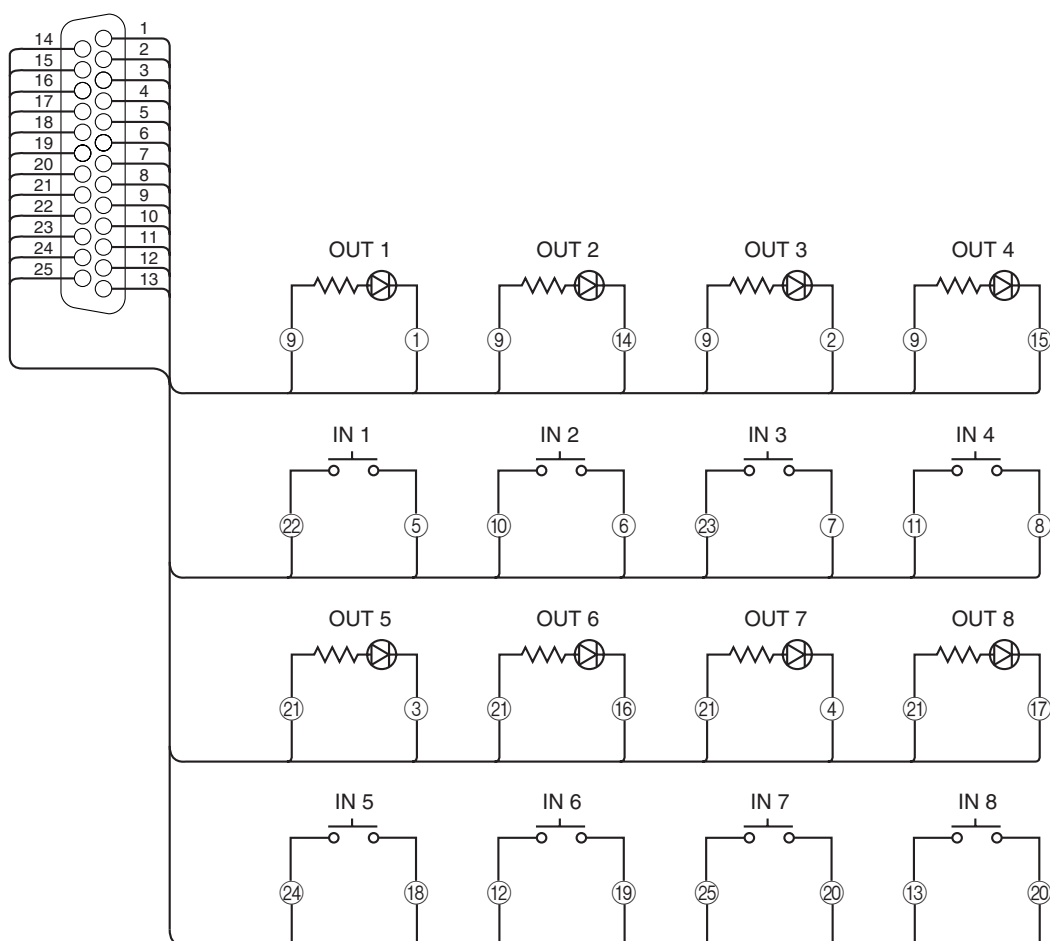 14 1
15 2
16 3
17 4
18 5
19 6
20 7
21 8
22 9
23 10
24 11
25 12
13
OUT 1 OUT 2 OUT 3 OUT 4
9 1 9 14 9 2 9 15
IN 1 IN 2 IN 3 IN 4
22 5 10 6 23 7 11 8
OUT 5 OUT 6 OUT 7 OUT 8
21 3 21 16 21 4 21 17
IN 5 IN 6 IN 7 IN 8
24 18 12 19 25 20 13 20